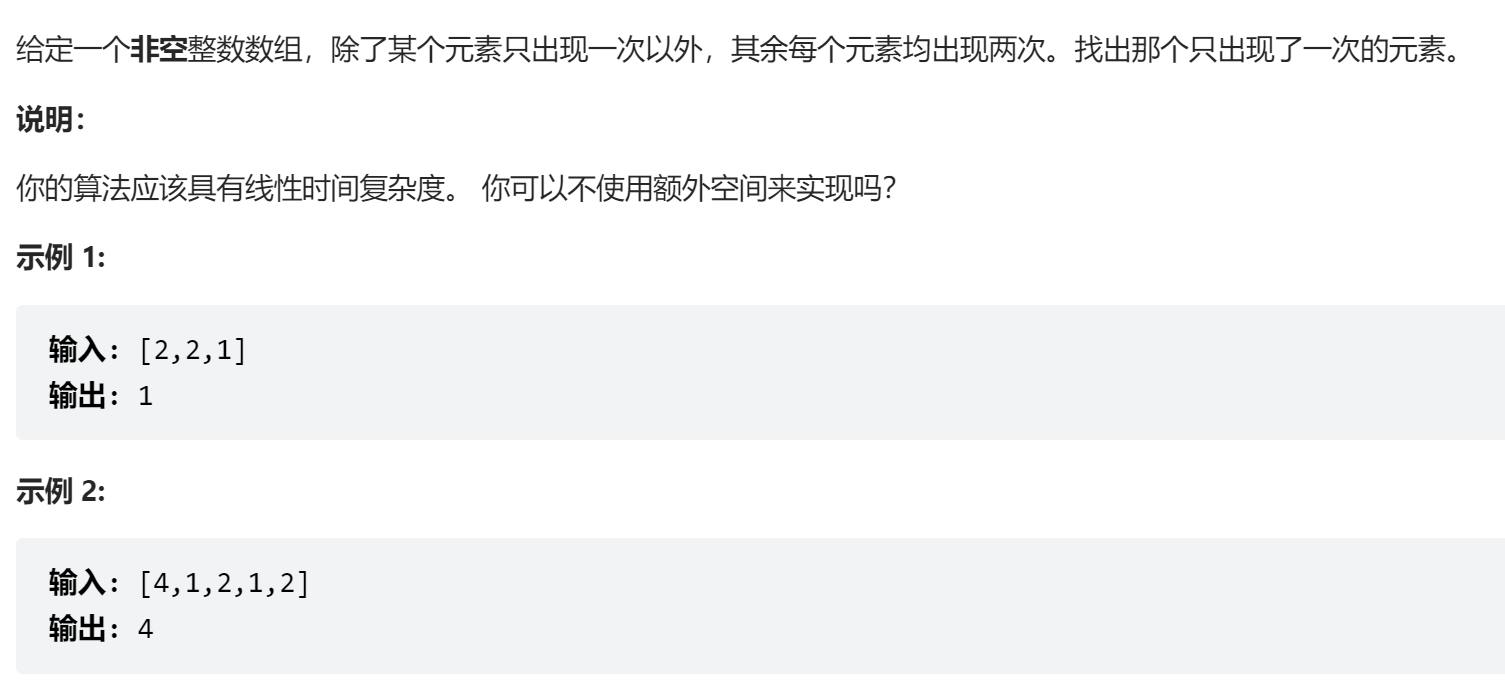 给定一个非空整数数组，除了某个元素只出现一次以外，其余每个元素均出现两次。找出那个只出现了一次的元素。
说明：
你的算法应该具有线性时间复杂度。 你可以不使用额外空间来实现吗？
示例 1:
输入: [2,2,1]
输出: 1
示例 2:
输入: [4,1,2,1,2]
输出: 4